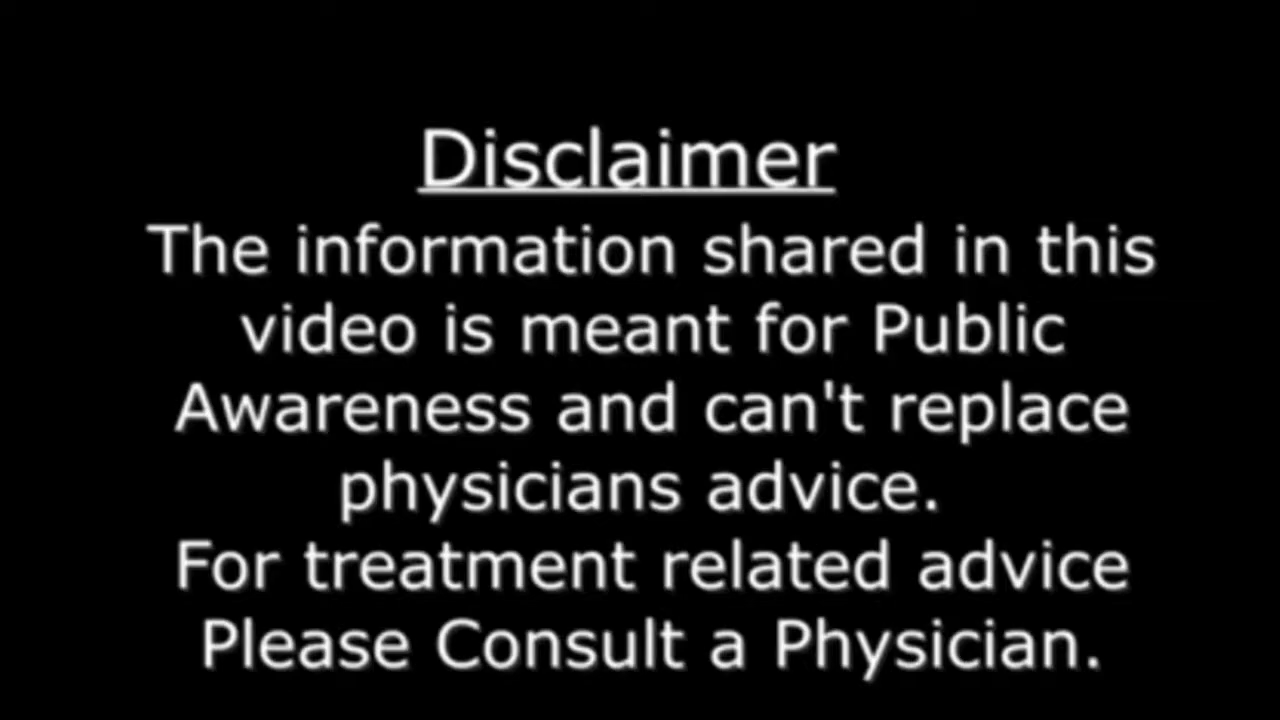 Disclaimer
The information shared in this
video is meant for Public
Awareness and can't replace
physicians advice.
For treatment related advice
Please Consult a Physician.